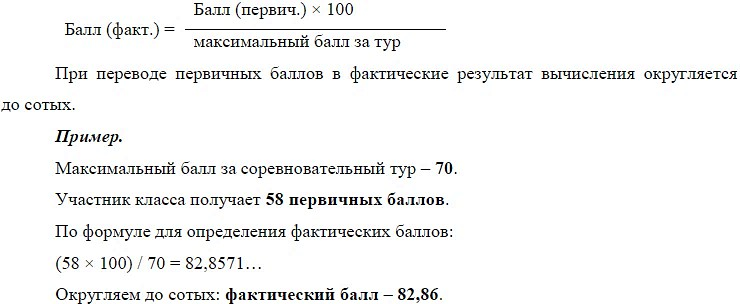 Балл (факт.) = Балл (первич.) × 100
максимальный балл за тур
При переводе первичных баллов в фактические результат вычисления округляется
до сотых.
Пример.
Максимальный балл за соревновательный тур – 70.
Участник класса получает 58 первичных баллов.
По формуле для определения фактических баллов:
(58 × 100) / 70 = 82,8571…
Округляем до сотых: фактический балл – 82,86.